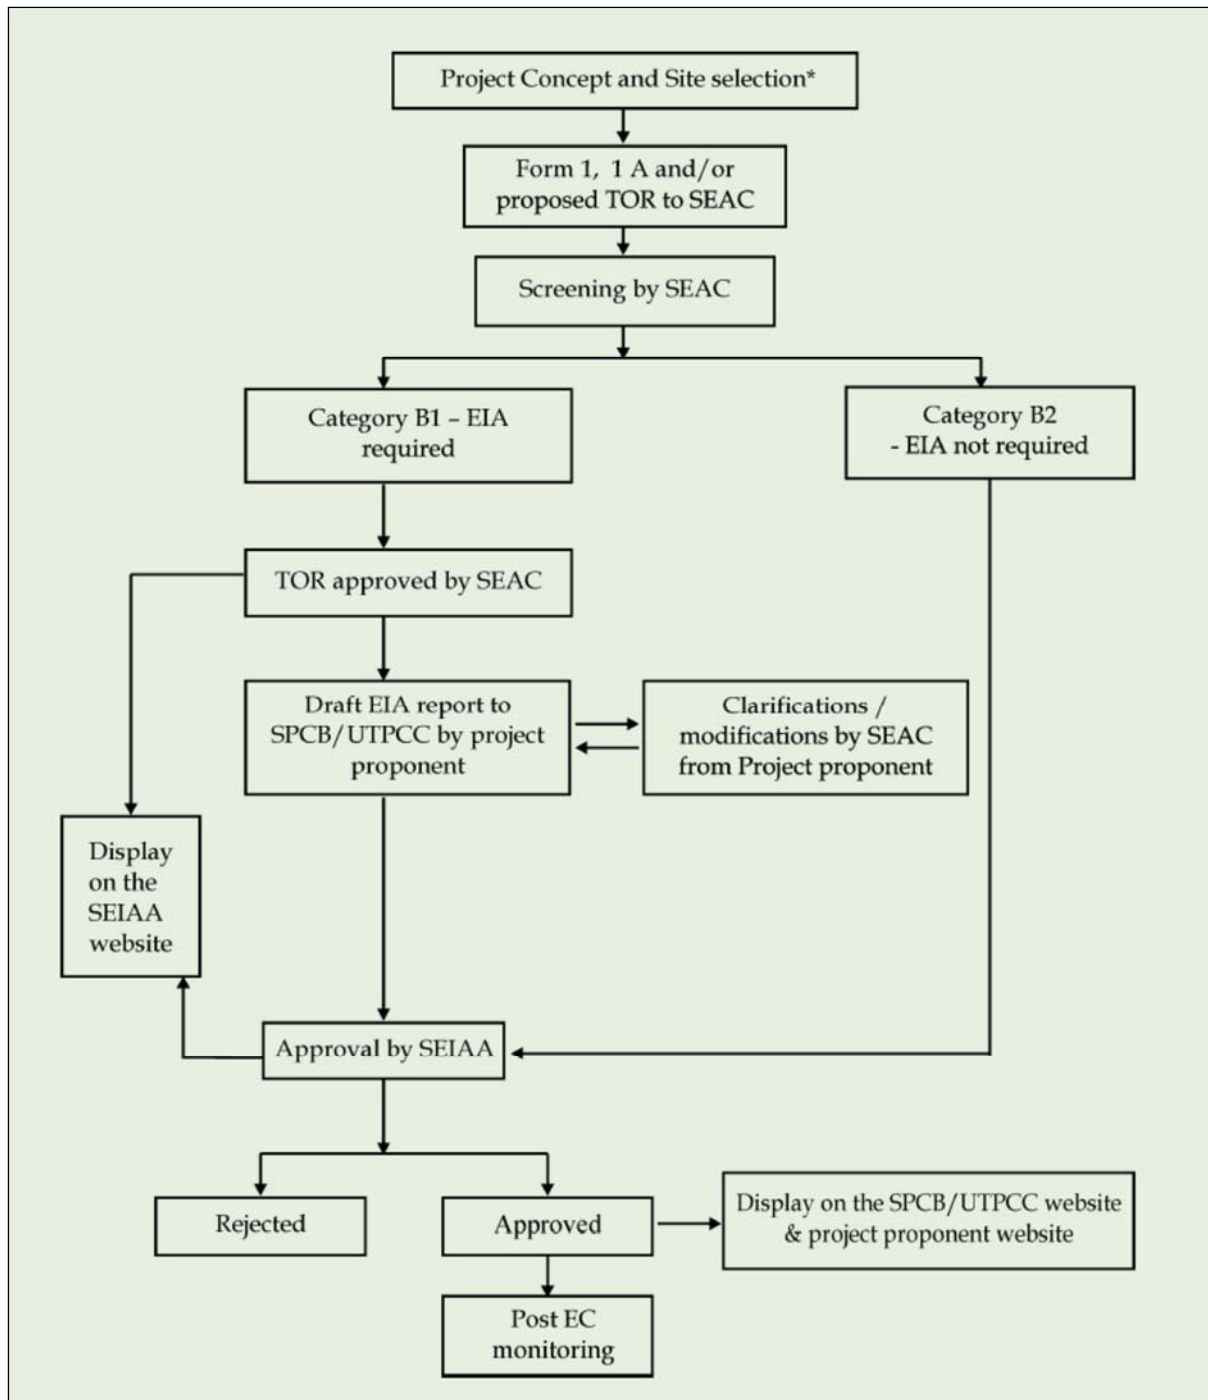 Project Concept and Site selection*
Form 1, 1 A and/or
proposed TOR to SEAC
Screening by SEAC
Category B1 – EIA
required
Category B2
- EIA not required
TOR approved by SEAC
Draft EIA report to
SPCB/UTPCC by project
proponent
Clarifications /
modifications by SEAC
from Project proponent
Display
on the
SEIAA
website
Approval by SEIAA
Rejected
Approved
Display on the SPCB/UTPCC website
& project proponent website
Post EC
monitoring